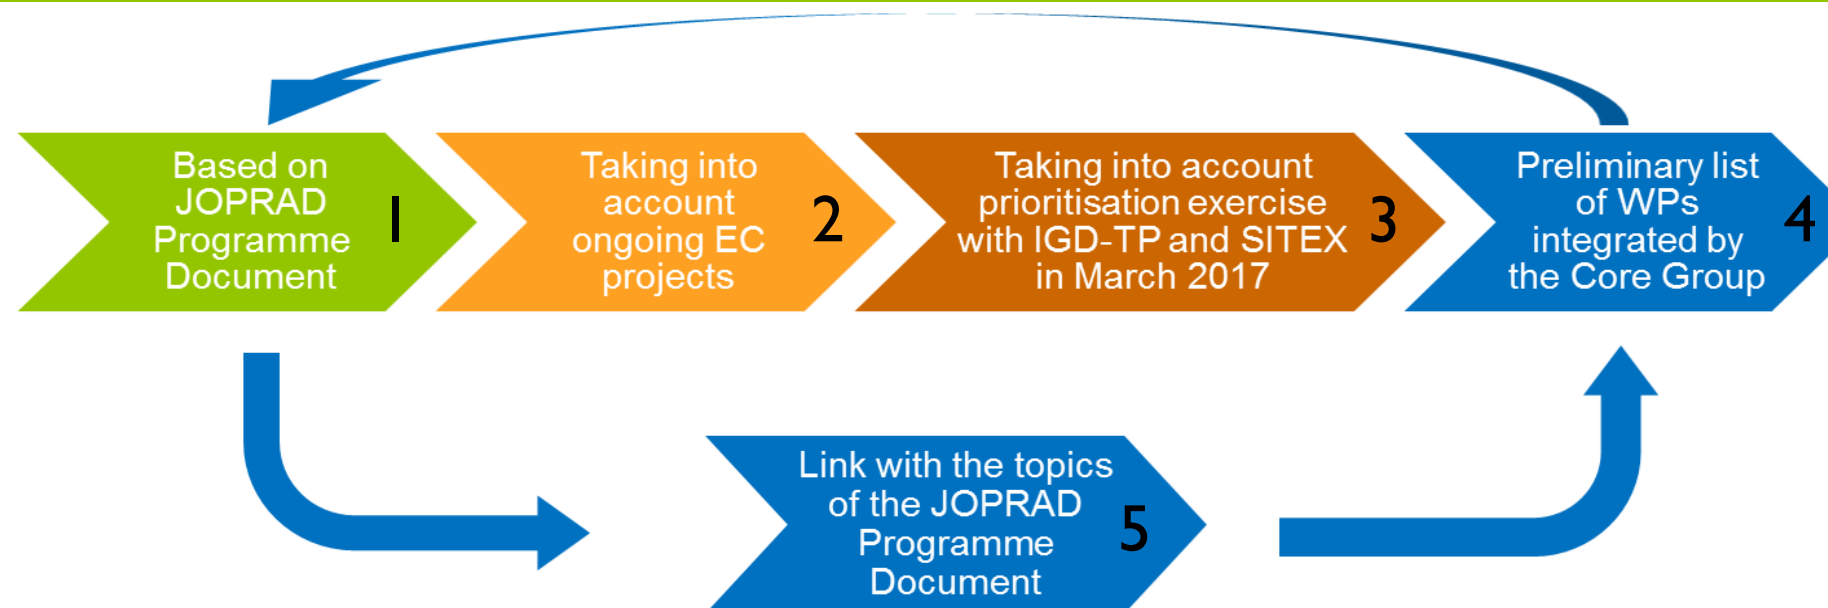 Based on
JOPRAD
Programme
Document
1
Taking into
account
ongoing EC
projects
2
Taking into account
prioritisation exercise
with IGD-TP and SITEX
in March 2017
3
Preliminary list
of WPs
integrated by
the Core Group
4
Link with the topics
of the JOPRAD
Programme
Document
5